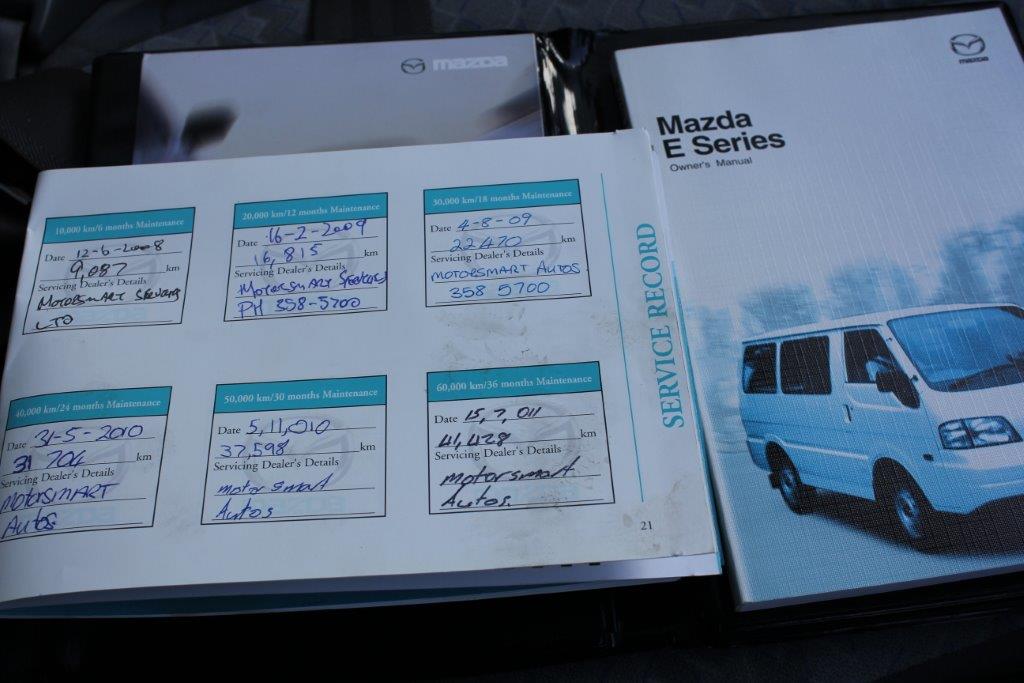 mazda
mazda
Mazda
E Series
Owner's Manual
10,000 km/6 months Maintenance
Date 12-6-2008
9,087 km
Servicing Dealer's Details
Motorsmart
LTD
20,000 km/12 months Maintenance
Date 16-2-2009
16,815 km
Servicing Dealer's Details
Motorsmart
PH 358-5700
30,000 km/18 months Maintenance
Date 4-8-09
22470 km
Servicing Dealer's Details
MOTORSMART AUTOS
358 5700
40,000 km/24 months Maintenance
Date 31-5-2010
31 704 km
Servicing Dealer's Details
MOTORSMART
AUTOS
50,000 km/30 months Maintenance
Date 5,11,010
37,598 km
Servicing Dealer's Details
motor smart
Autos
60,000 km/36 months Maintenance
Date 15,7,011
41,428 km
Servicing Dealer's Details
motorsmart
Autos.
SERVICE RECORD
21